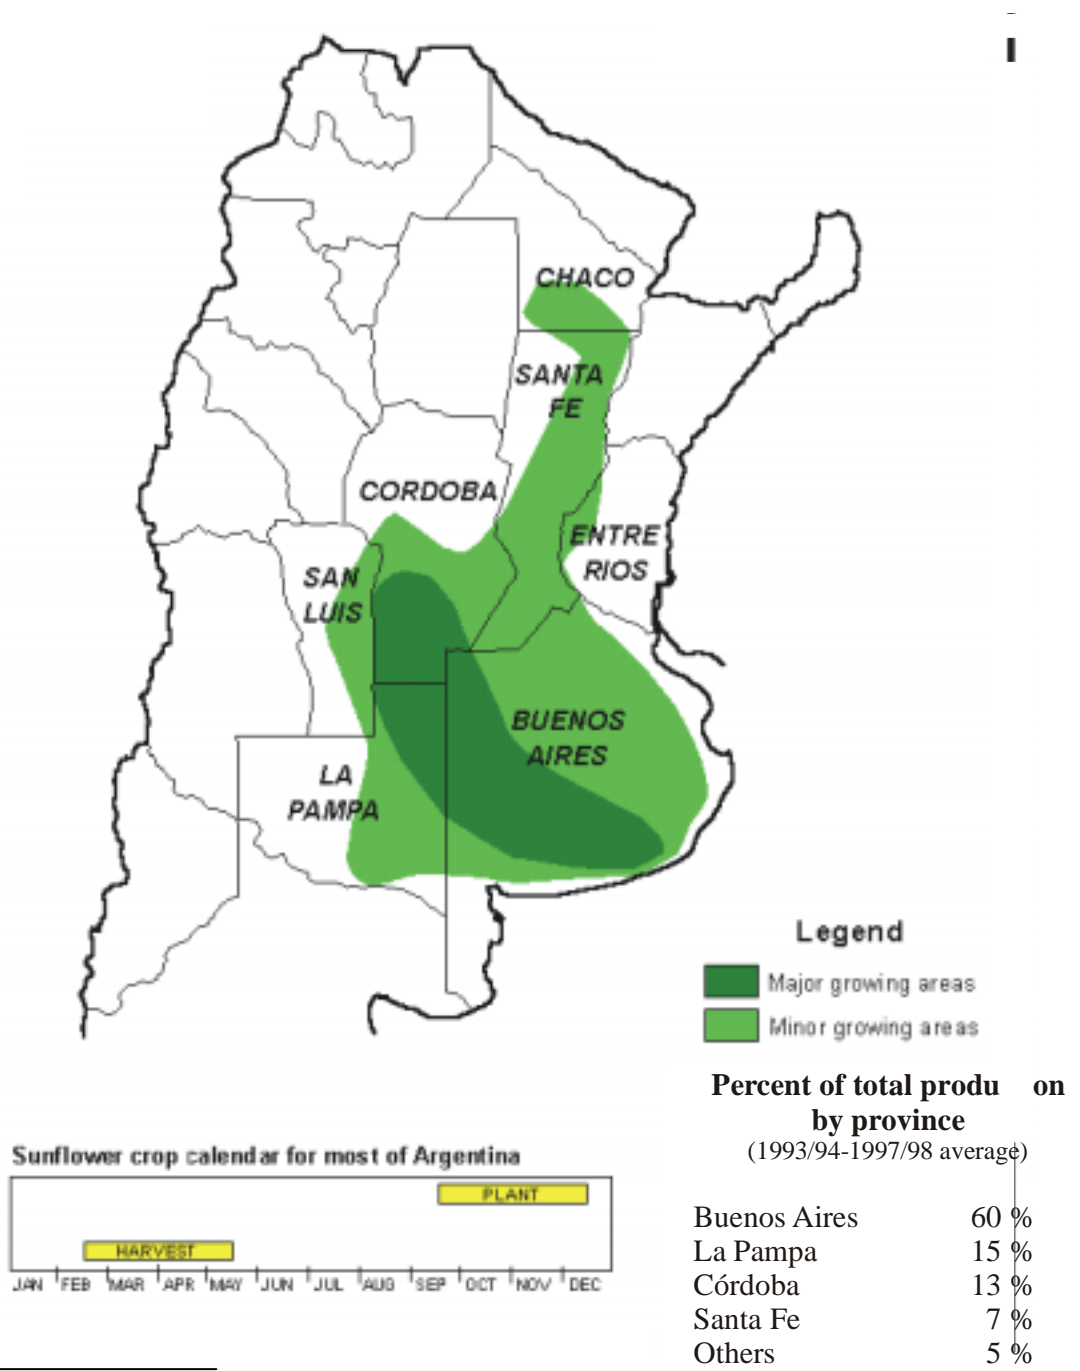 CHACO
SANTA
FE
CORDOBA
ENTRE
RIOS
SAN
LUIS
BUENOS
AIRES
LA
PAMPA
Legend
Major growing areas
Minor growing areas
Percent of total produ on
by province
(1993/94-1997/98 average)
Buenos Aires 60 %
La Pampa 15 %
Córdoba 13 %
Santa Fe 7 %
Others 5 %
Sunflower crop calendar for most of Argentina
PLANT
HARVEST
JAN FEB MAR APR MAY JUN JUL AUG SEP OCT NOV DEC